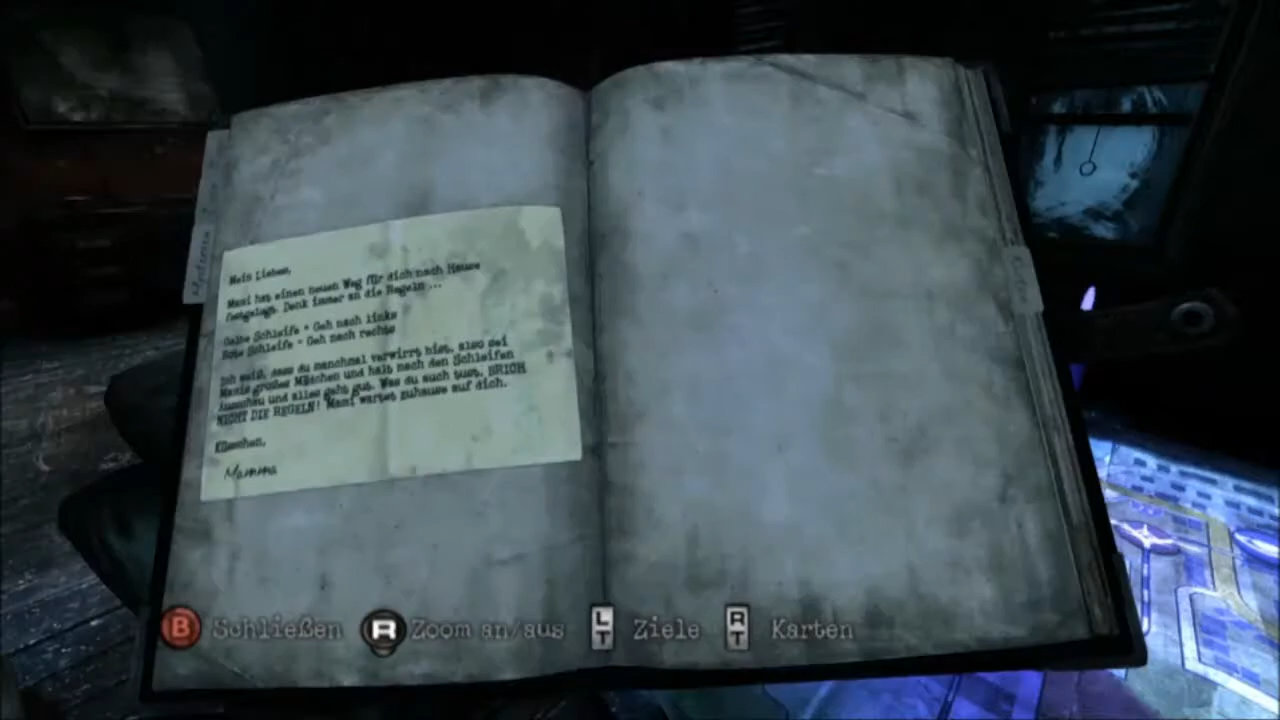 Mein Lieber,
Mami hat einen neuen Weg für dich nach Hause
festgelegt. Denk immer an die Regeln ...
Gelbe Schleife = Geh nach links
Rote Schleife = Geh nach rechts
Ich weiß, dass du manchmal verwirrt bist, also sei
Mamis großes Mädchen und halt nach den Schleifen
Ausschau und alles geht gut. Was du auch tust, BRICH
NICHT DIE REGELN! Mami wartet zuhause auf dich.
Küsschen,
Mamma
B Schließen R Zoom an/aus LT Ziele RT Karten